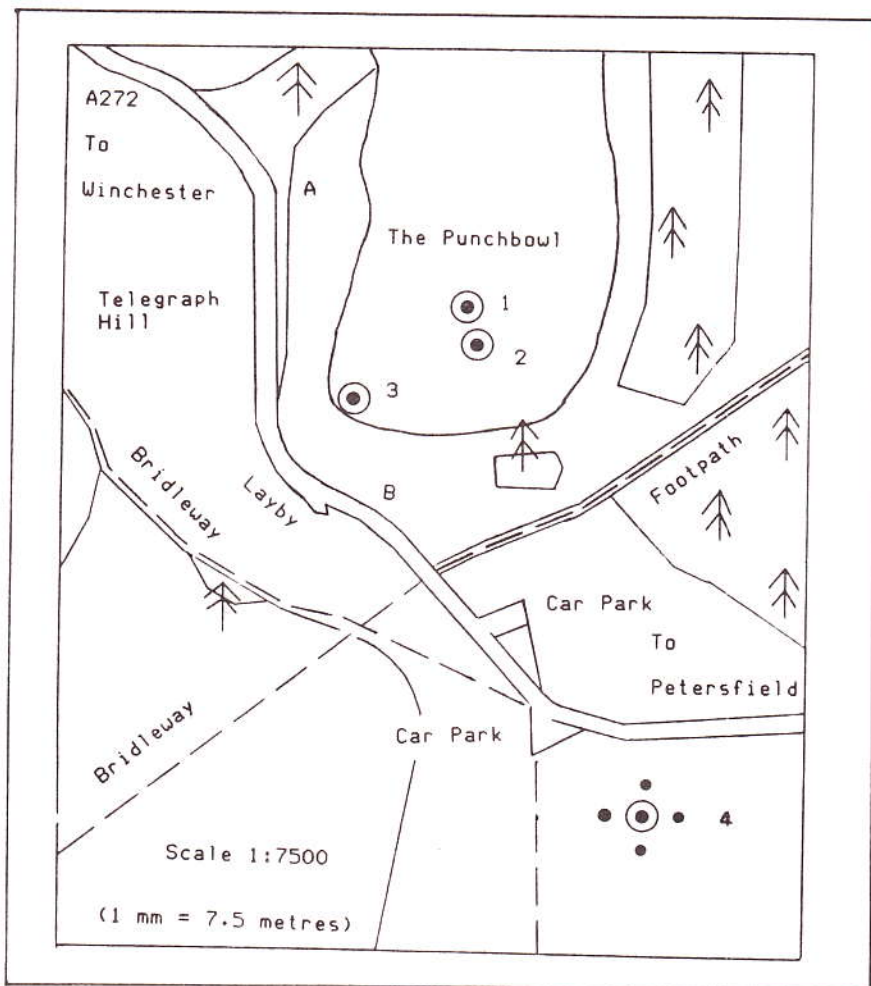 A272
To
Winchester
A
The Punchbowl
1
Telegraph
Hill
2
3
Bridleway
Layby
B
Footpath
Car Park
To
Petersfield
Bridleway
Car Park
4
Scale 1:7500
(1 mm = 7.5 metres)